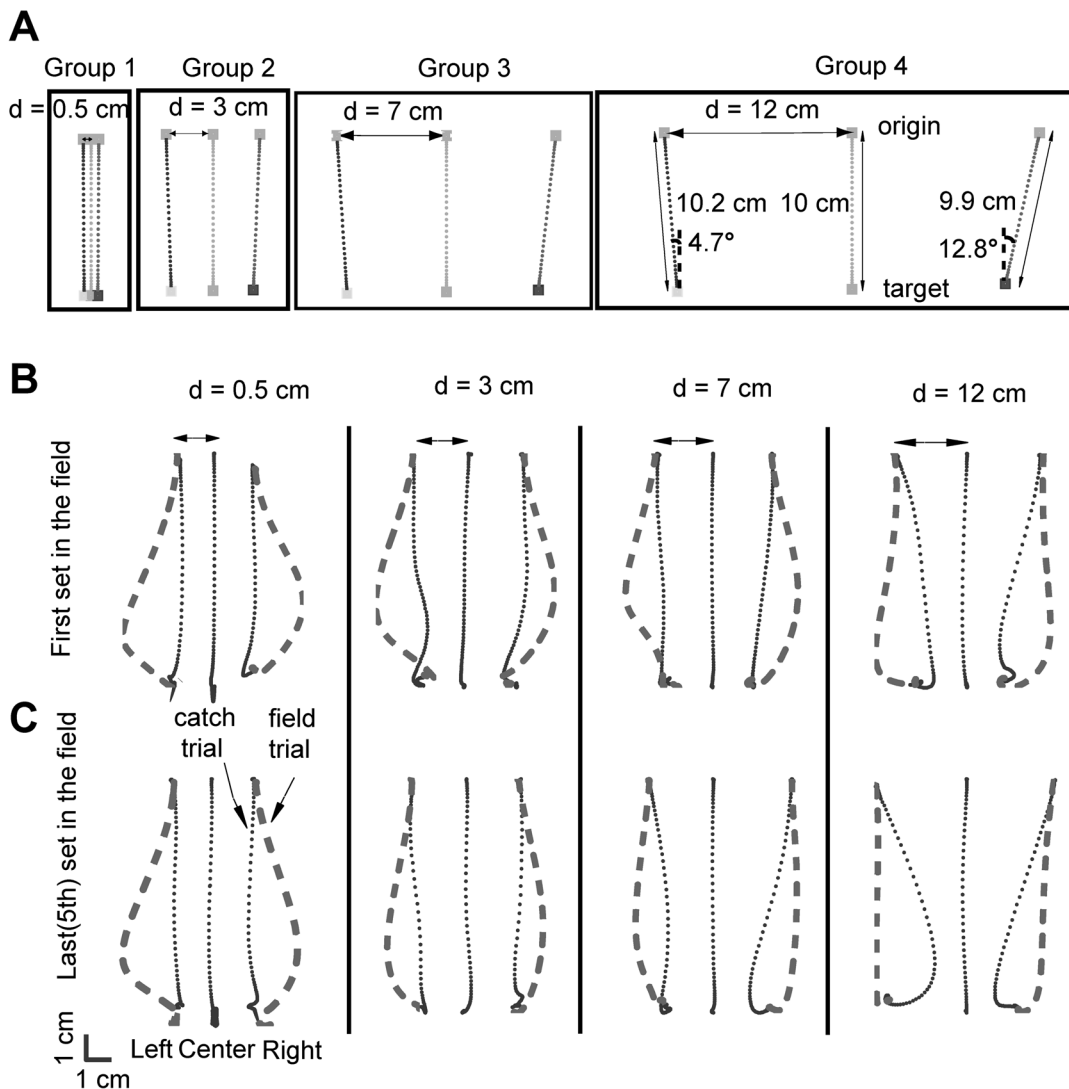 A
Group 1
Group 2
Group 3
Group 4
d = 0.5 cm
d = 3 cm
d = 7 cm
d = 12 cm
origin
10.2 cm
10 cm
9.9 cm
4.7°
12.8°
target
B
d = 0.5 cm
d = 3 cm
d = 7 cm
d = 12 cm
First set in the field
C
catch
trial
field
trial
Last(5th) set in the field
1 cm
1 cm
Left Center Right